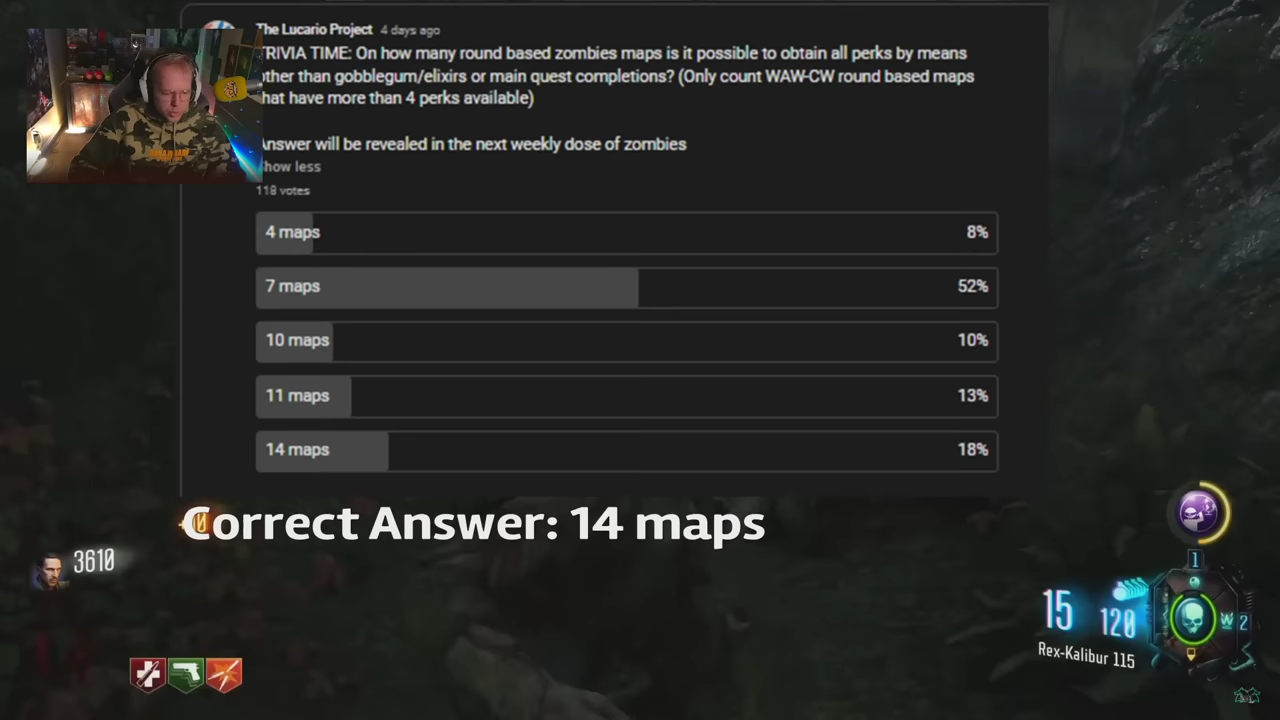 The Lucario Project 4 days ago
TRIVIA TIME: On how many round based zombies maps is it possible to obtain all perks by means
other than gobblegum/elixirs or main quest completions? (Only count WAW-CW round based maps
that have more than 4 perks available)
Answer will be revealed in the next weekly dose of zombies
Show less
118 votes
4 maps 8%
7 maps 52%
10 maps 10%
11 maps 13%
14 maps 18%
Correct Answer: 14 maps
3610
1
15 120
2
Rex-Kalibur 115